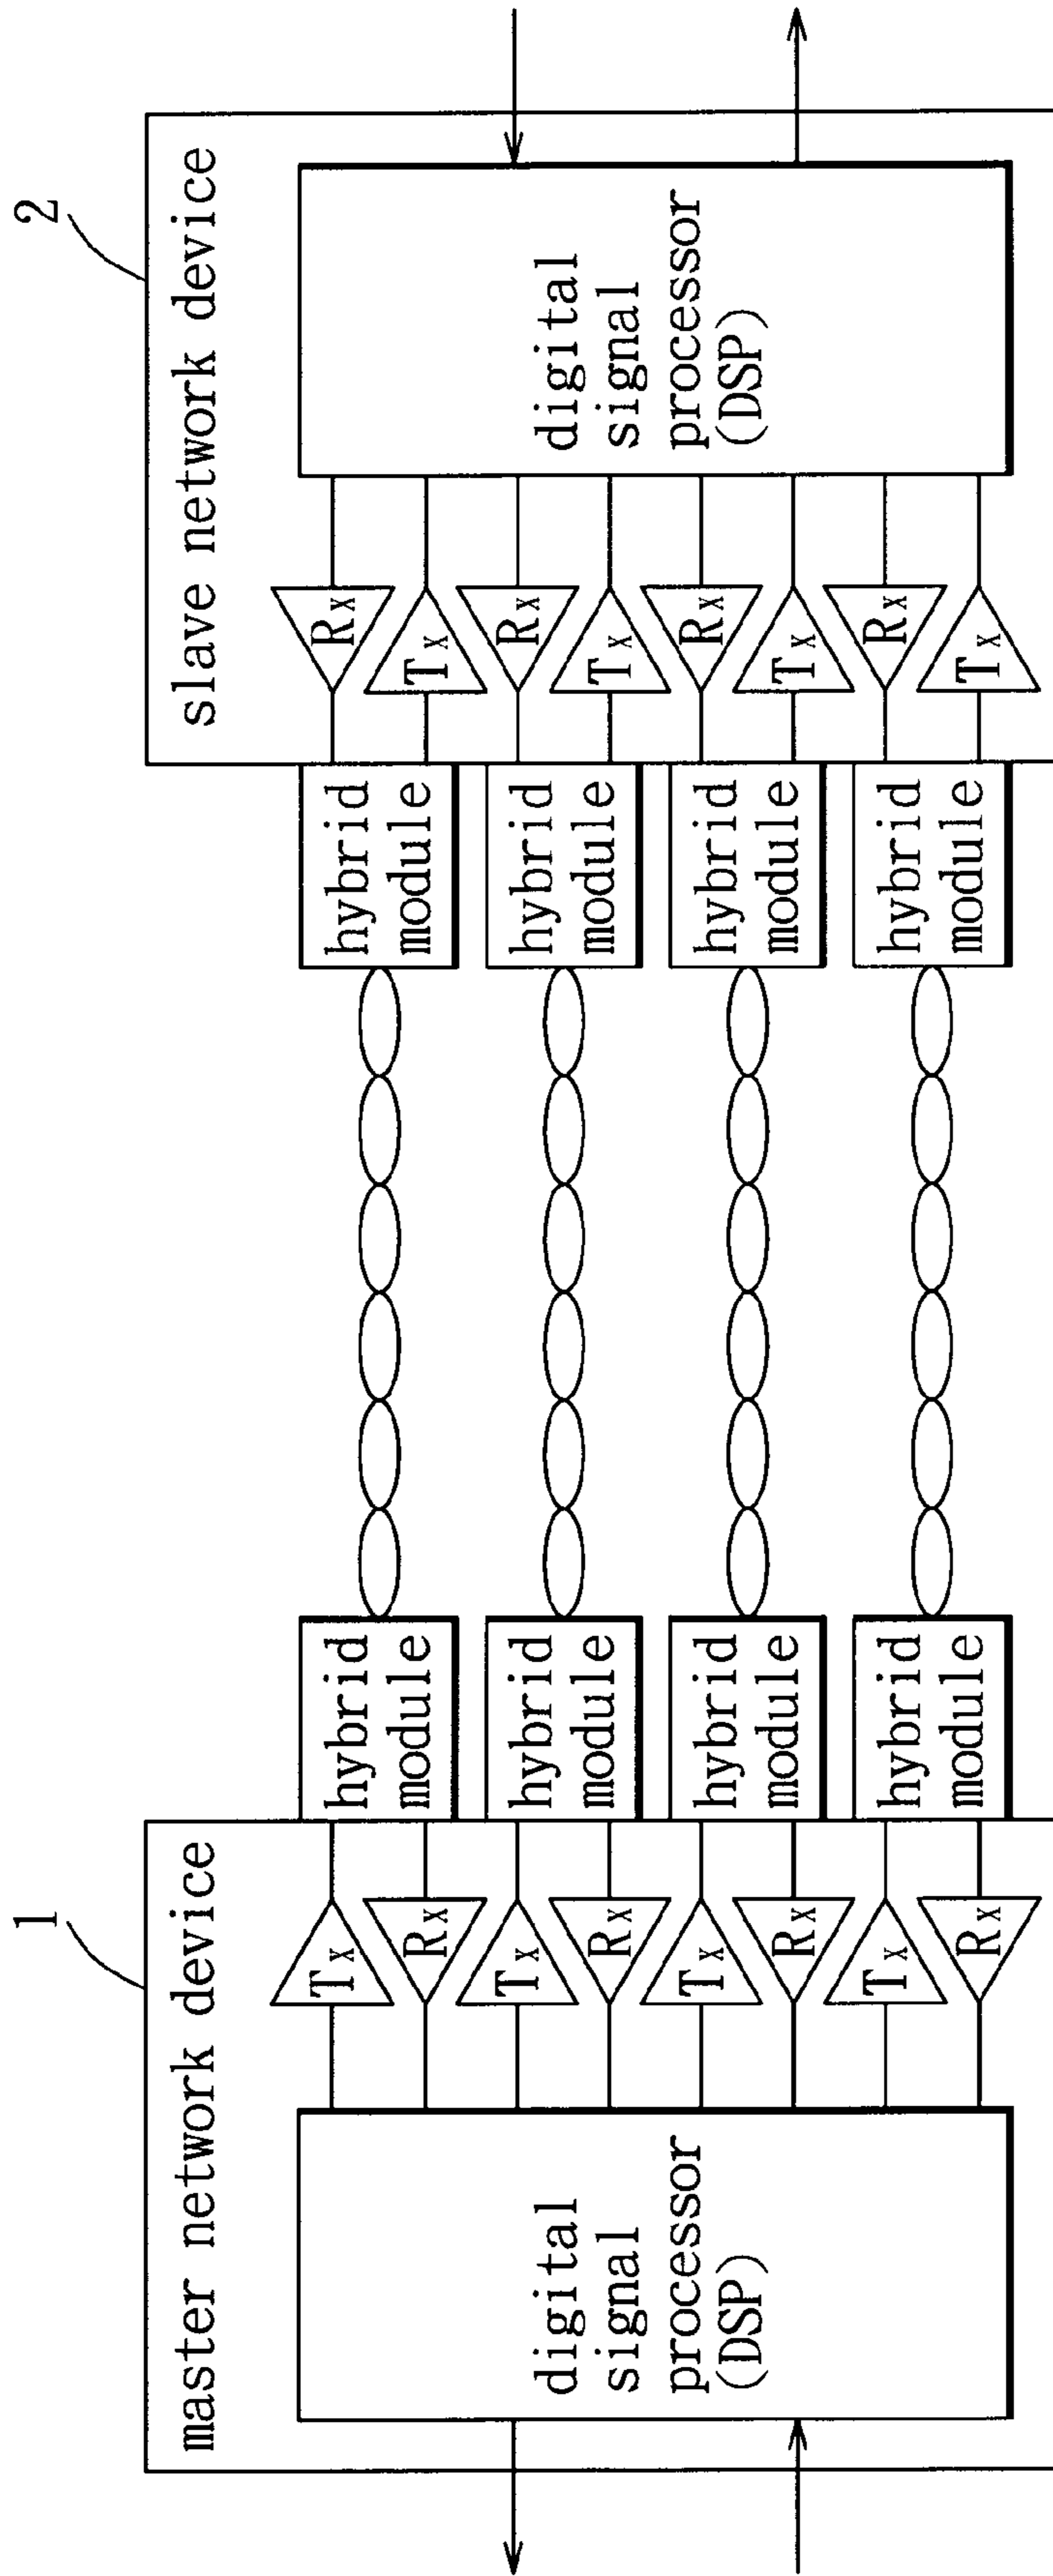 1
master network device
digital
signal
processor
(DSP)
Tx
Rx
Tx
Rx
Tx
Rx
Tx
Rx
hybrid
module
hybrid
module
hybrid
module
hybrid
module
2
slave network device
hybrid
module
hybrid
module
hybrid
module
hybrid
module
Rx
Tx
Rx
Tx
Rx
Tx
Rx
Tx
digital
signal
processor
(DSP)